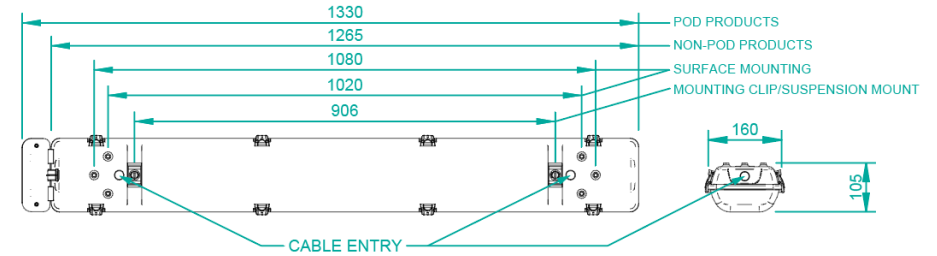 1330
POD PRODUCTS
1265
NON-POD PRODUCTS
1080
SURFACE MOUNTING
1020
MOUNTING CLIP/SUSPENSION MOUNT
906
160
105
CABLE ENTRY